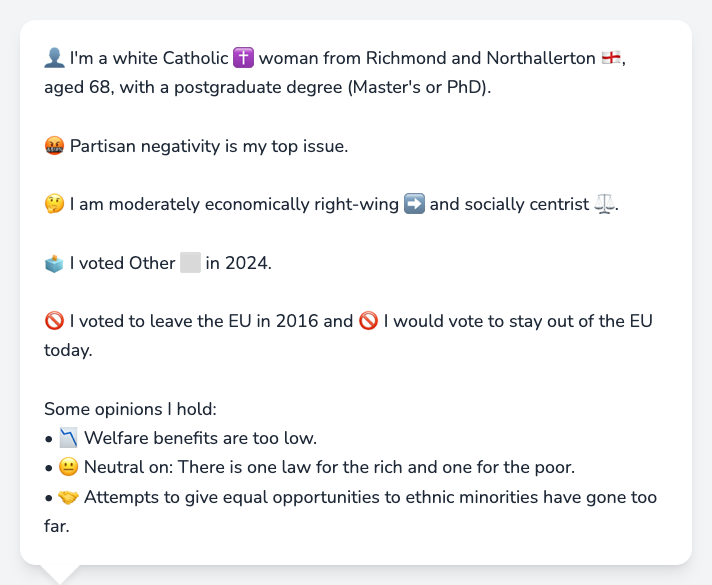 👤 I'm a white Catholic ✝️ woman from Richmond and Northallerton 🏴󠁧󠁢󠁥󠁮󠁧󠁿,
aged 68, with a postgraduate degree (Master's or PhD).
🤬 Partisan negativity is my top issue.
🤔 I am moderately economically right-wing ➡️ and socially centrist ⚖️.
🗳️ I voted Other ⬜ in 2024.
🚫 I voted to leave the EU in 2016 and 🚫 I would vote to stay out of the EU
today.
Some opinions I hold:
• 📉 Welfare benefits are too low.
• 😐 Neutral on: There is one law for the rich and one for the poor.
• 🤝 Attempts to give equal opportunities to ethnic minorities have gone too
far.